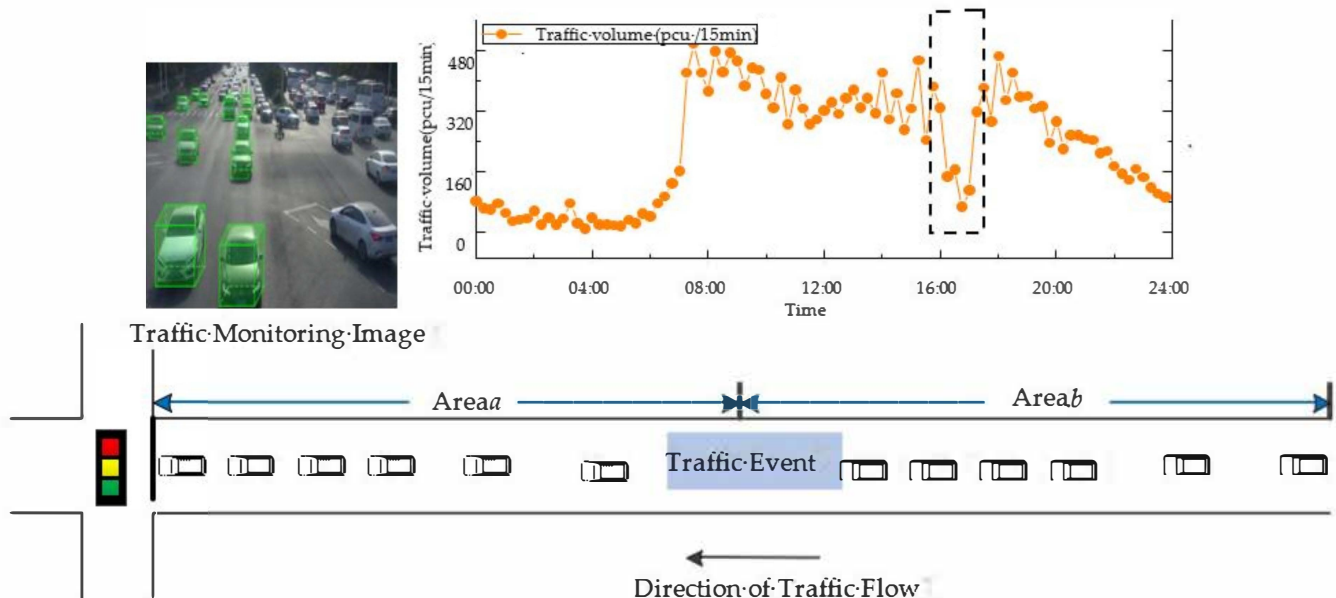 Traffic·volume·(pcu·/15min)
Traffic·volume(pcu/15min)
480
320
160
0
00:00 04:00 08:00 12:00 16:00 20:00 24:00
Time
Traffic·Monitoring·Image
Areaa Areab
Traffic·Event
Direction·of·Traffic·Flow